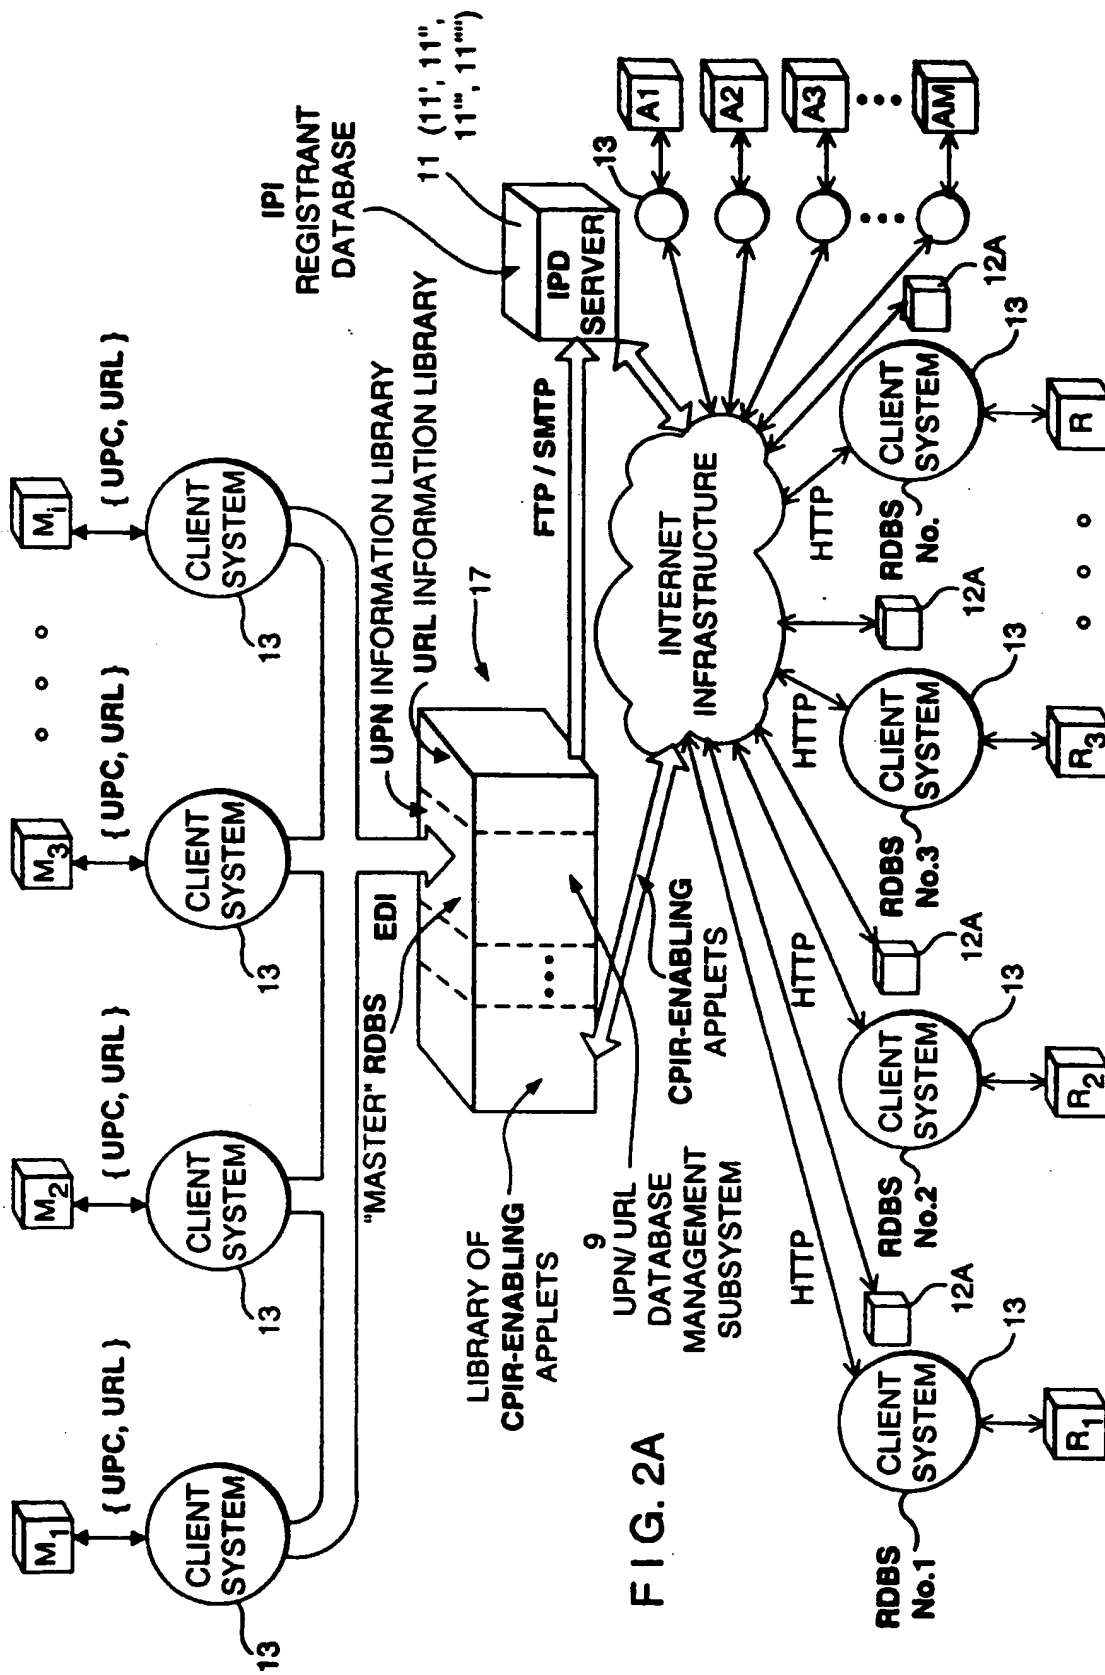 M1
M2
M3
Mi
{ UPC, URL }
{ UPC, URL }
{ UPC, URL }
{ UPC, URL }
CLIENT
SYSTEM
CLIENT
SYSTEM
CLIENT
SYSTEM
CLIENT
SYSTEM
13
13
13
13
"MASTER" RDBS
EDI
UPN INFORMATION LIBRARY
URL INFORMATION LIBRARY
17
IPI
REGISTRANT
DATABASE
11 (11', 11",
11''', 11'''')
IPD
SERVER
FTP / SMTP
LIBRARY OF
CPIR-ENABLING
APPLETS
9
UPN/URL
DATABASE
MANAGEMENT
SUBSYSTEM
CPIR-ENABLING
APPLETS
INTERNET
INFRASTRUCTURE
13
A1
A2
A3
AM
HTTP
HTTP
HTTP
HTTP
12A
12A
12A
12A
RDBS
No.1
CLIENT
SYSTEM
13
R1
RDBS
No.2
CLIENT
SYSTEM
13
R2
RDBS
No.3
CLIENT
SYSTEM
13
R3
RDBS
No.
CLIENT
SYSTEM
13
R
FIG. 2A